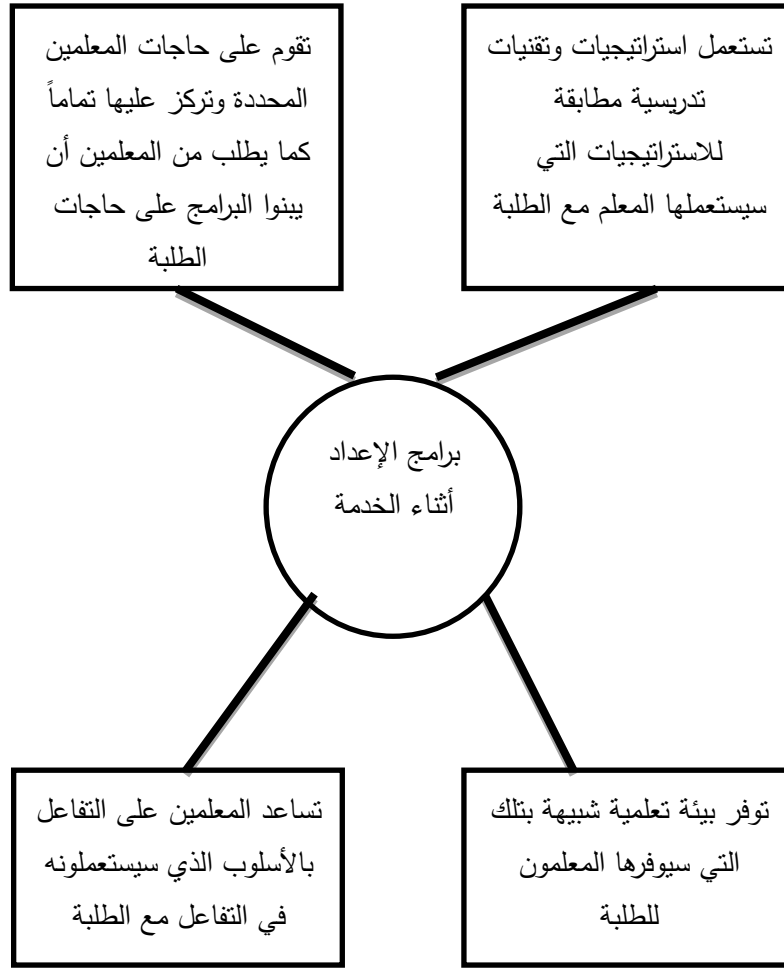 تستعمل استراتيجيات وتقنيات
تدريسية مطابقة
للاستراتيجيات التي
سيستعملها المعلم مع الطلبة
تقوم على حاجات المعلمين
المحددة وتركز عليها تماماً
كما يطلب من المعلمين أن
يبنوا البرامج على حاجات
الطلبة
برامج الإعداد
أثناء الخدمة
توفر بيئة تعلمية شبيهة بتلك
التي سيوفرها المعلمون
للطلبة
تساعد المعلمين على التفاعل
بالأسلوب الذي سيستعملونه
في التفاعل مع الطلبة